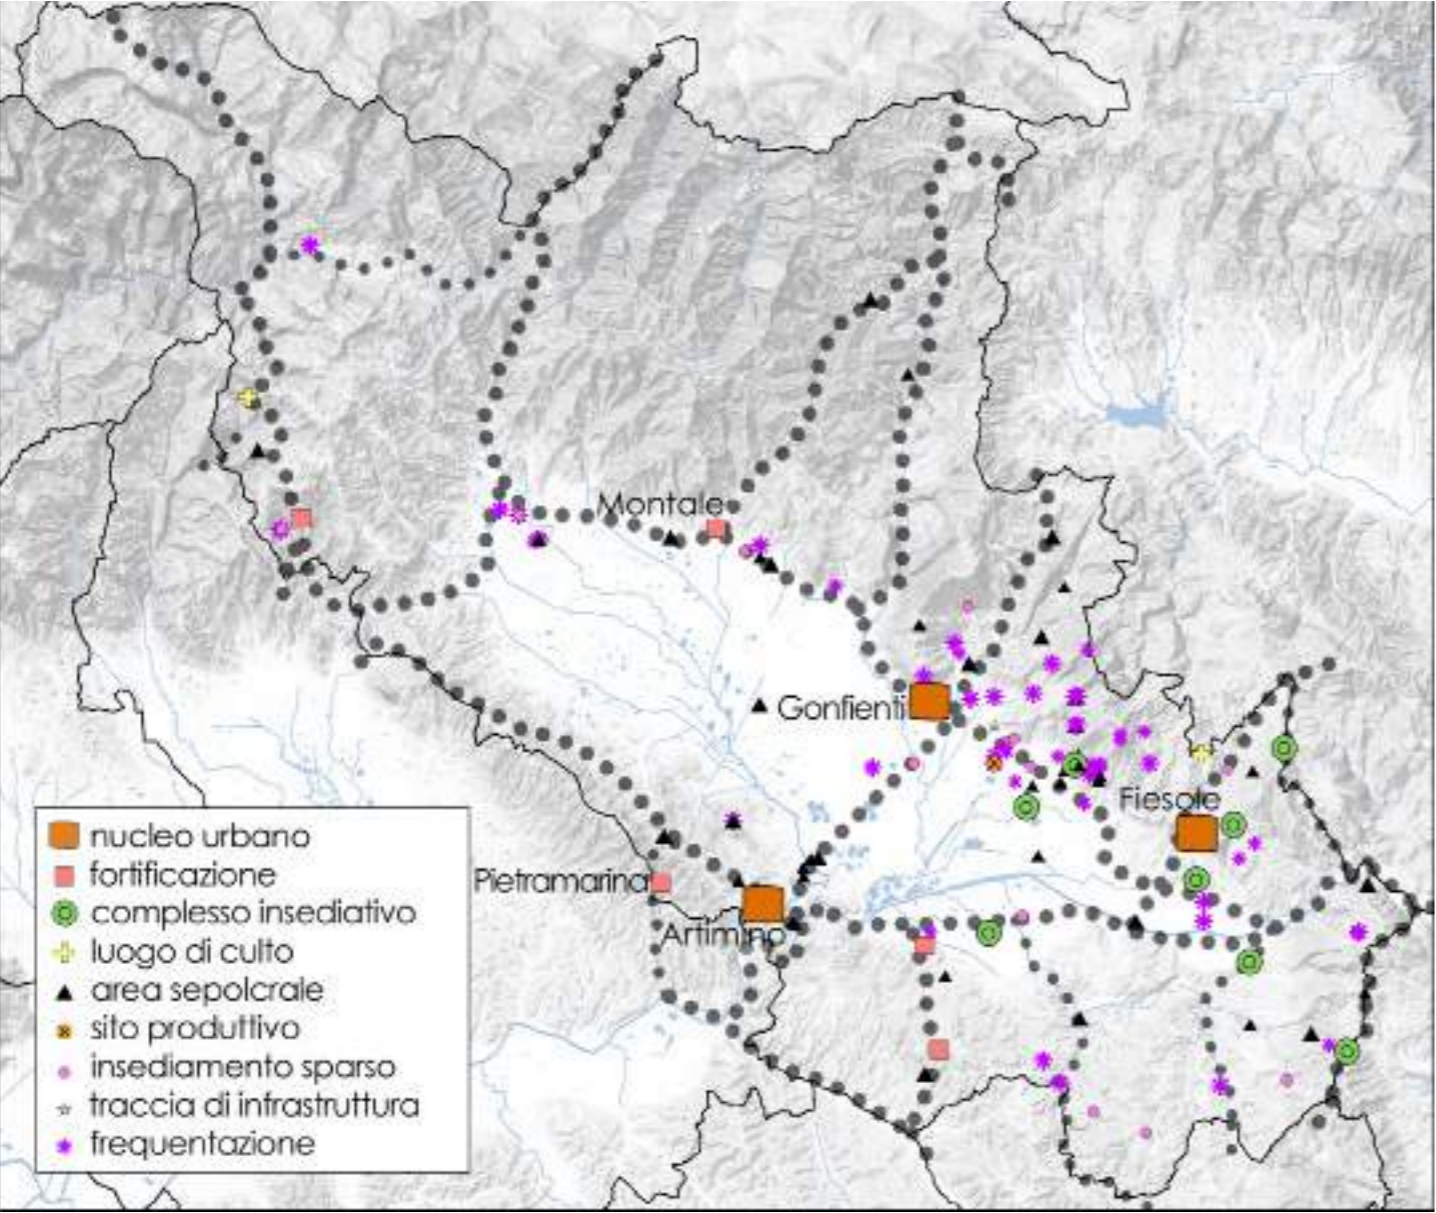 Montale
Gonfienti
Fiesole
Pietramarina
Artimino
nucleo urbano
fortificazione
complesso insediativo
luogo di culto
area sepolcrale
sito produttivo
insediamento sparso
traccia di infrastruttura
frequentazione